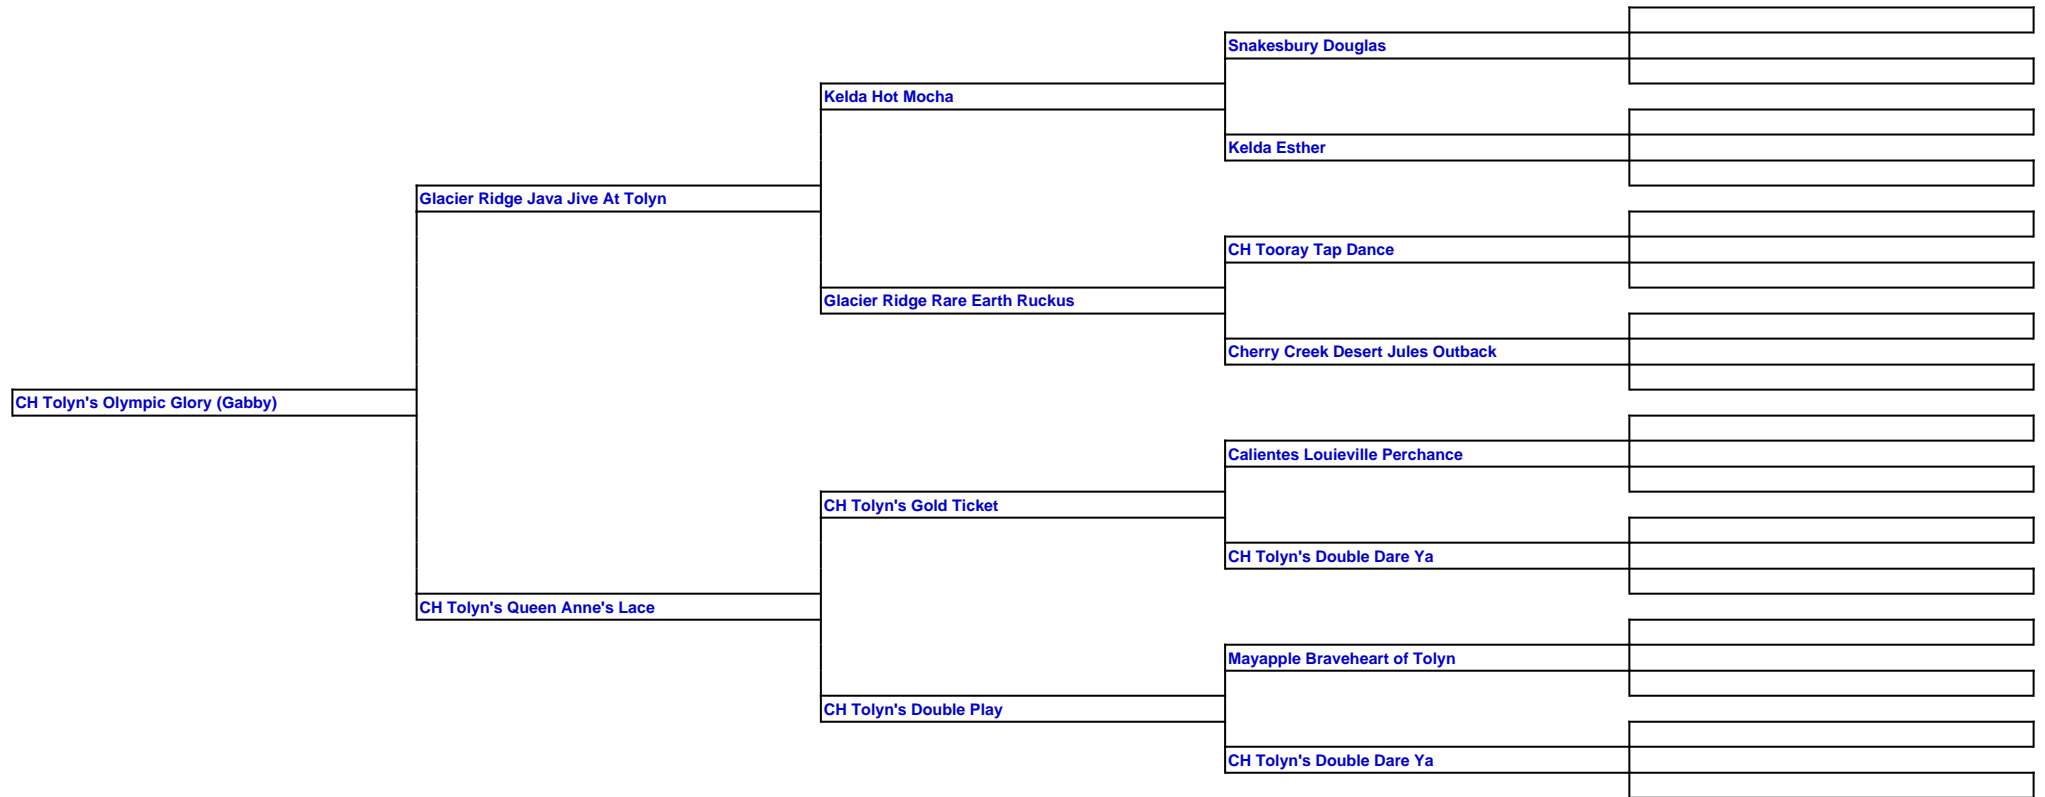 Snakesbury Douglas
Kelda Hot Mocha
Kelda Esther
Glacier Ridge Java Jive At Tolyn
CH Tooray Tap Dance
Glacier Ridge Rare Earth Ruckus
Cherry Creek Desert Jules Outback
CH Tolyn's Olympic Glory (Gabby)
Calientes Louieville Perchance
CH Tolyn's Gold Ticket
CH Tolyn's Double Dare Ya
CH Tolyn's Queen Anne's Lace
Mayapple Braveheart of Tolyn
CH Tolyn's Double Play
CH Tolyn's Double Dare Ya